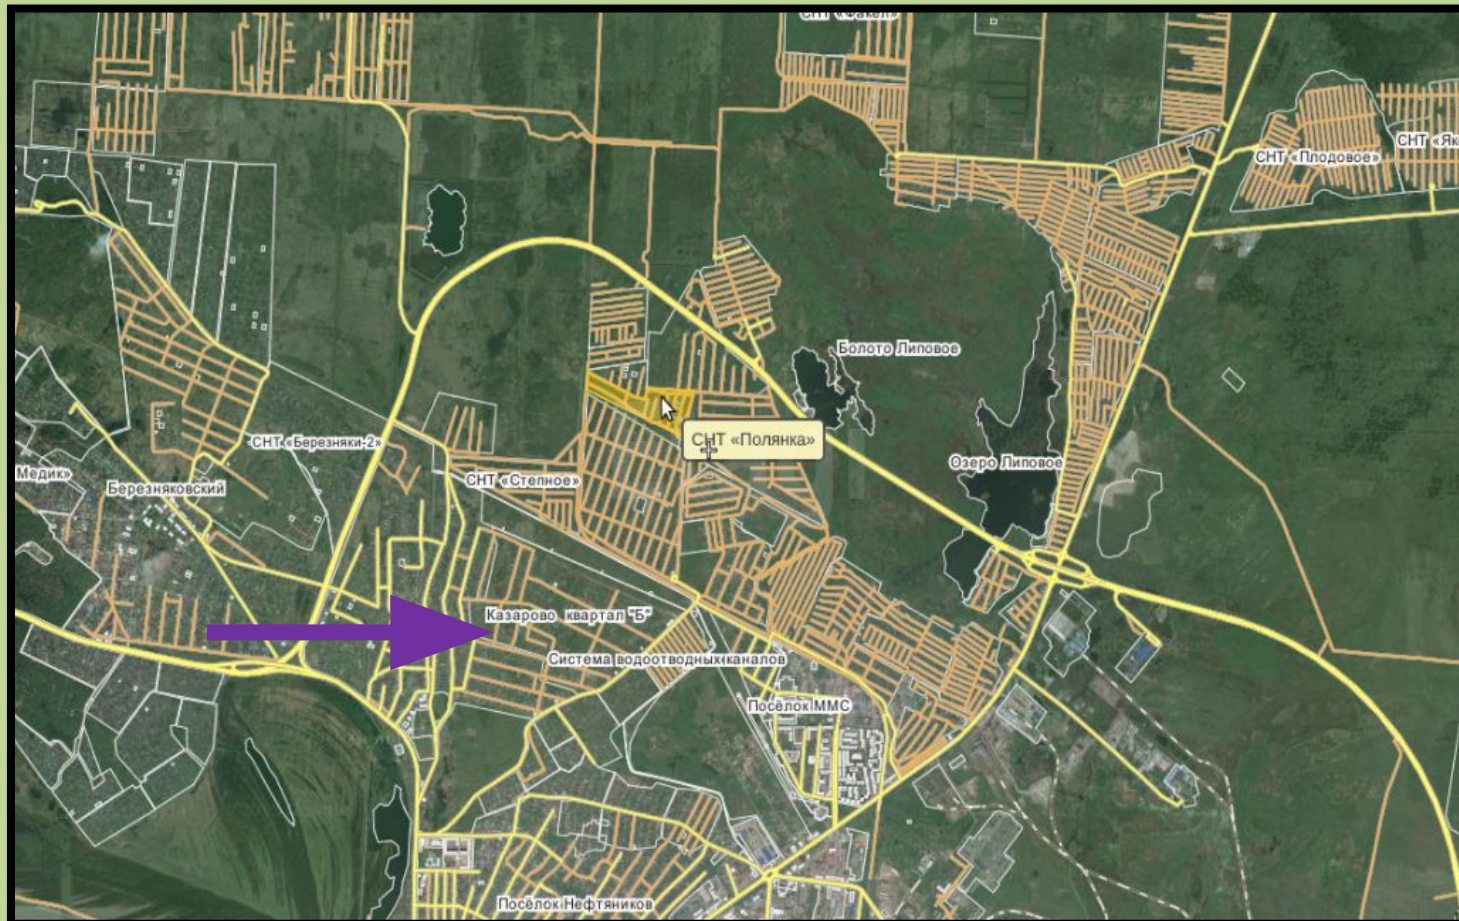 СНТ «Факел»
СНТ «Плодовое»
СНТ «Як
Болото Липовое
СНТ «Полянка»
СНТ «Березняки-2»
Озеро Липовое
Медик»
Березняковский
СНТ «Степное»
Казарово квартал "Б"
Система водоотводных каналов
Посёлок ММС
Посёлок Нефтяников